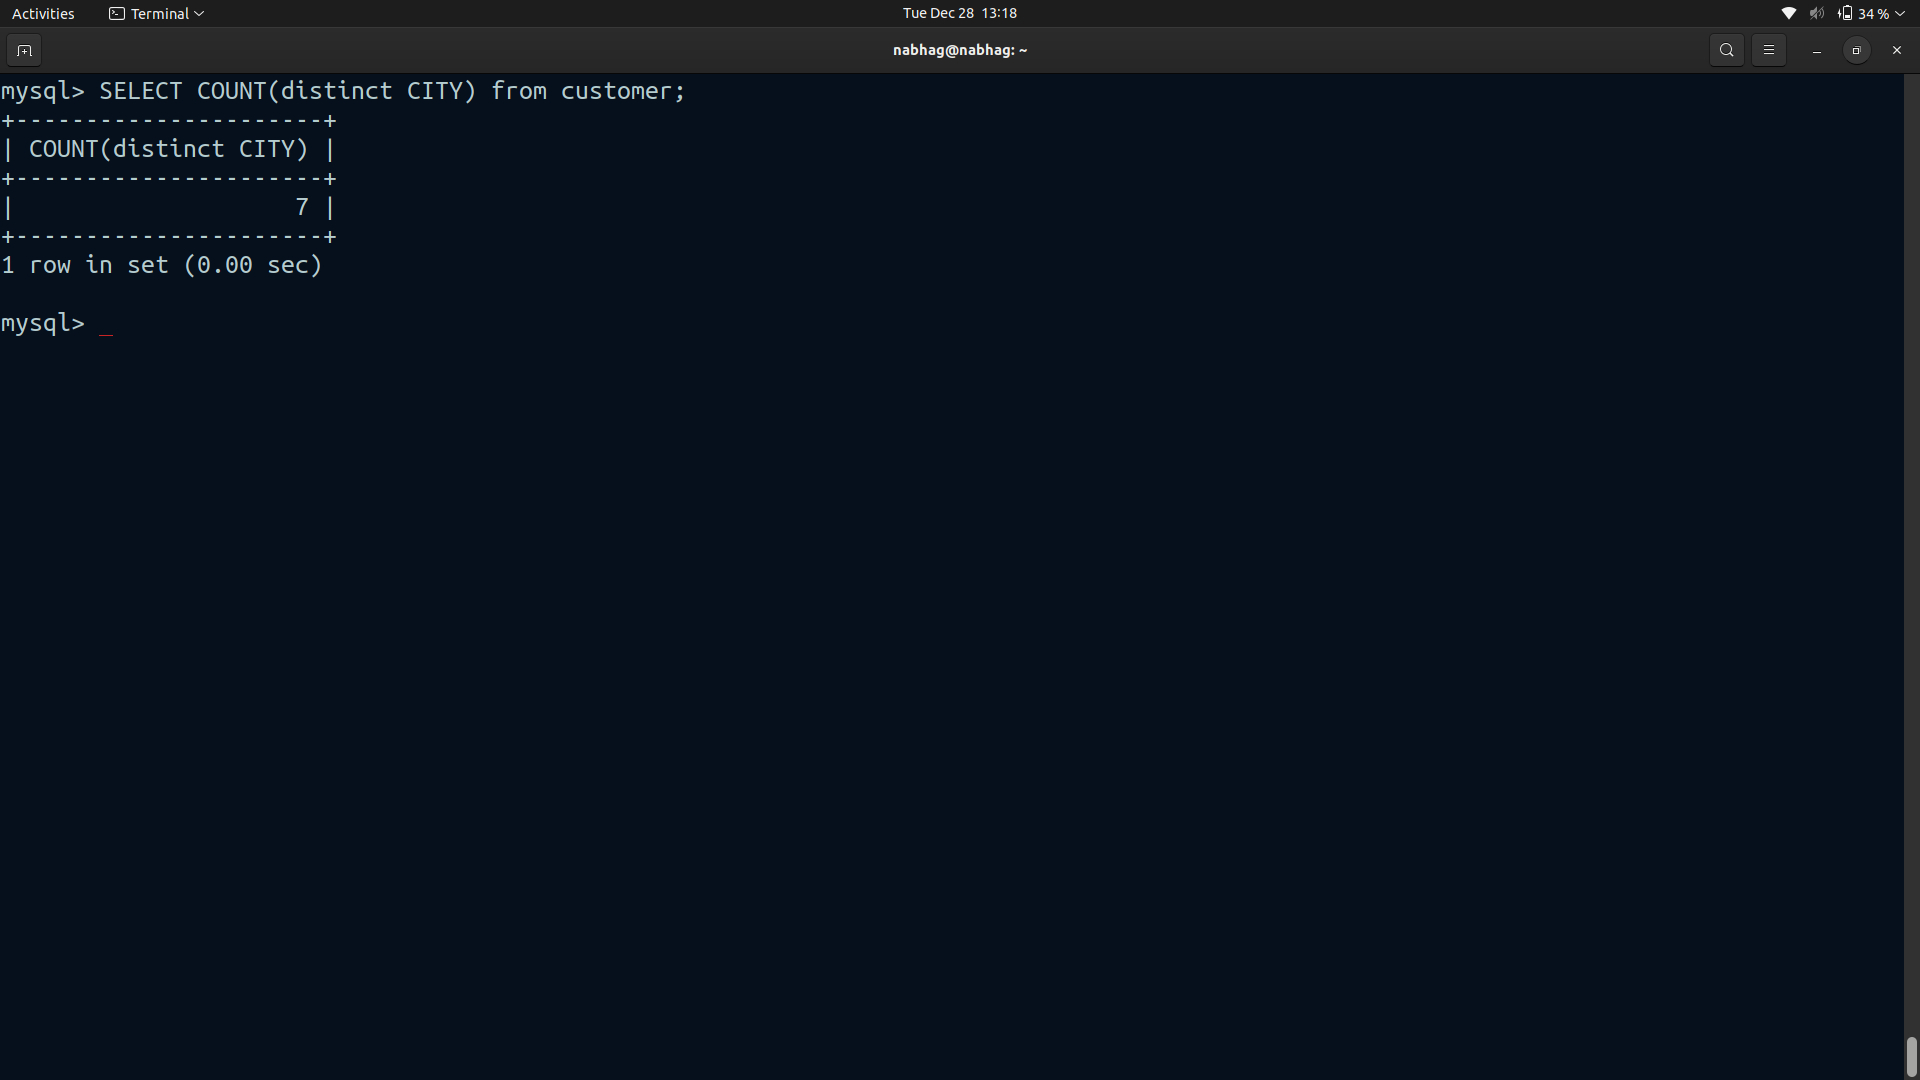 Activities Terminal Tue Dec 28 13:18 34 %
nabhag@nabhag: ~
mysql> SELECT COUNT(distinct CITY) from customer;
+----------------------+
| COUNT(distinct CITY) |
+----------------------+
|                    7 |
+----------------------+
1 row in set (0.00 sec)
mysql> _